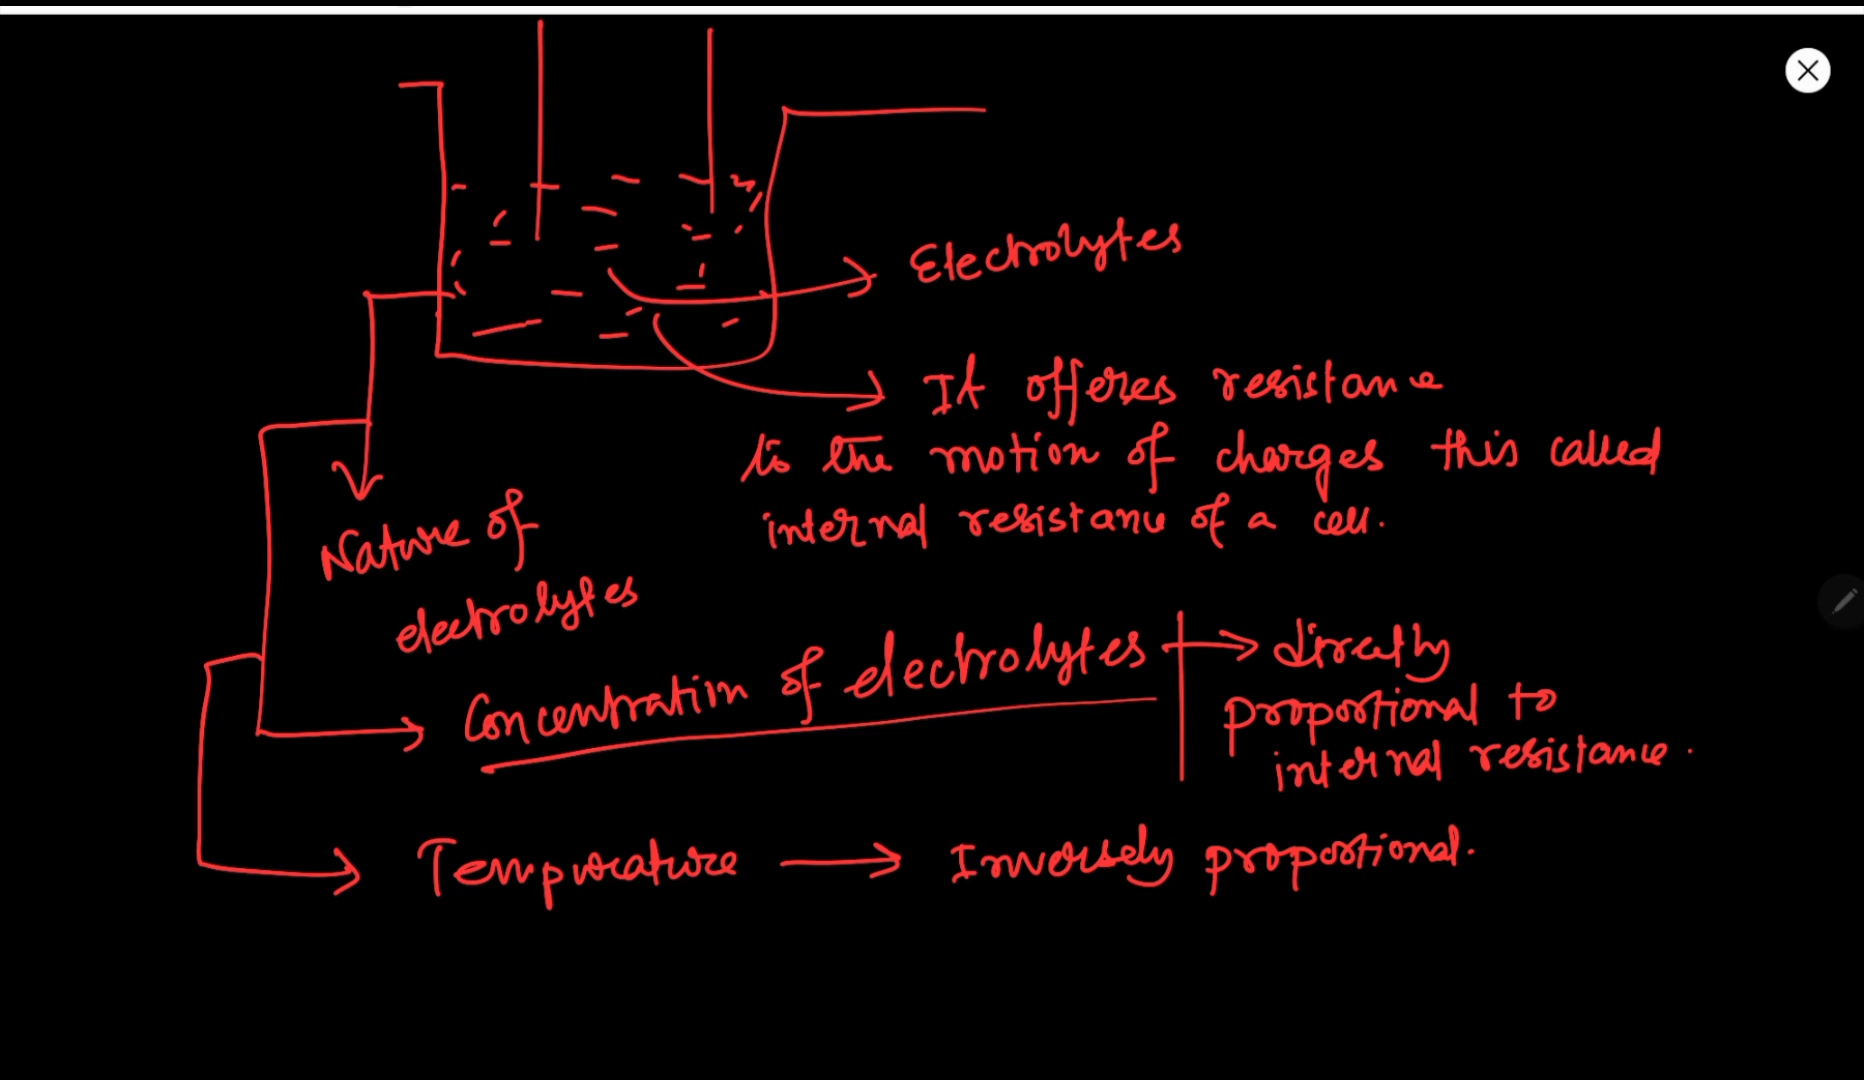 Electrolytes
It offeres resistance
to the motion of charges this called
internal resistance of a cell.
Nature of
electrolytes
Concentration of electrolytes → directly
proportional to
internal resistance.
Temperature → Inversely proportional.